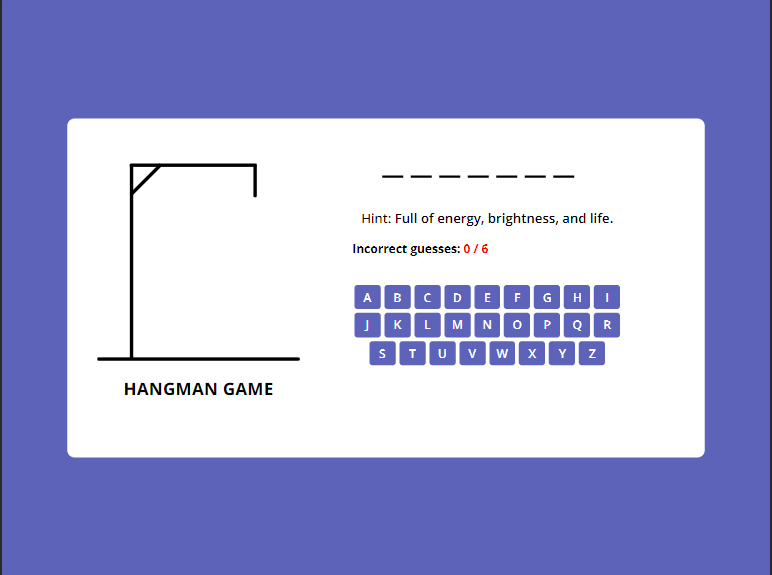 _ _ _ _ _ _ _
Hint: Full of energy, brightness, and life.
Incorrect guesses: 0 / 6
A B C D E F G H I
J K L M N O P Q R
S T U V W X Y Z
HANGMAN GAME